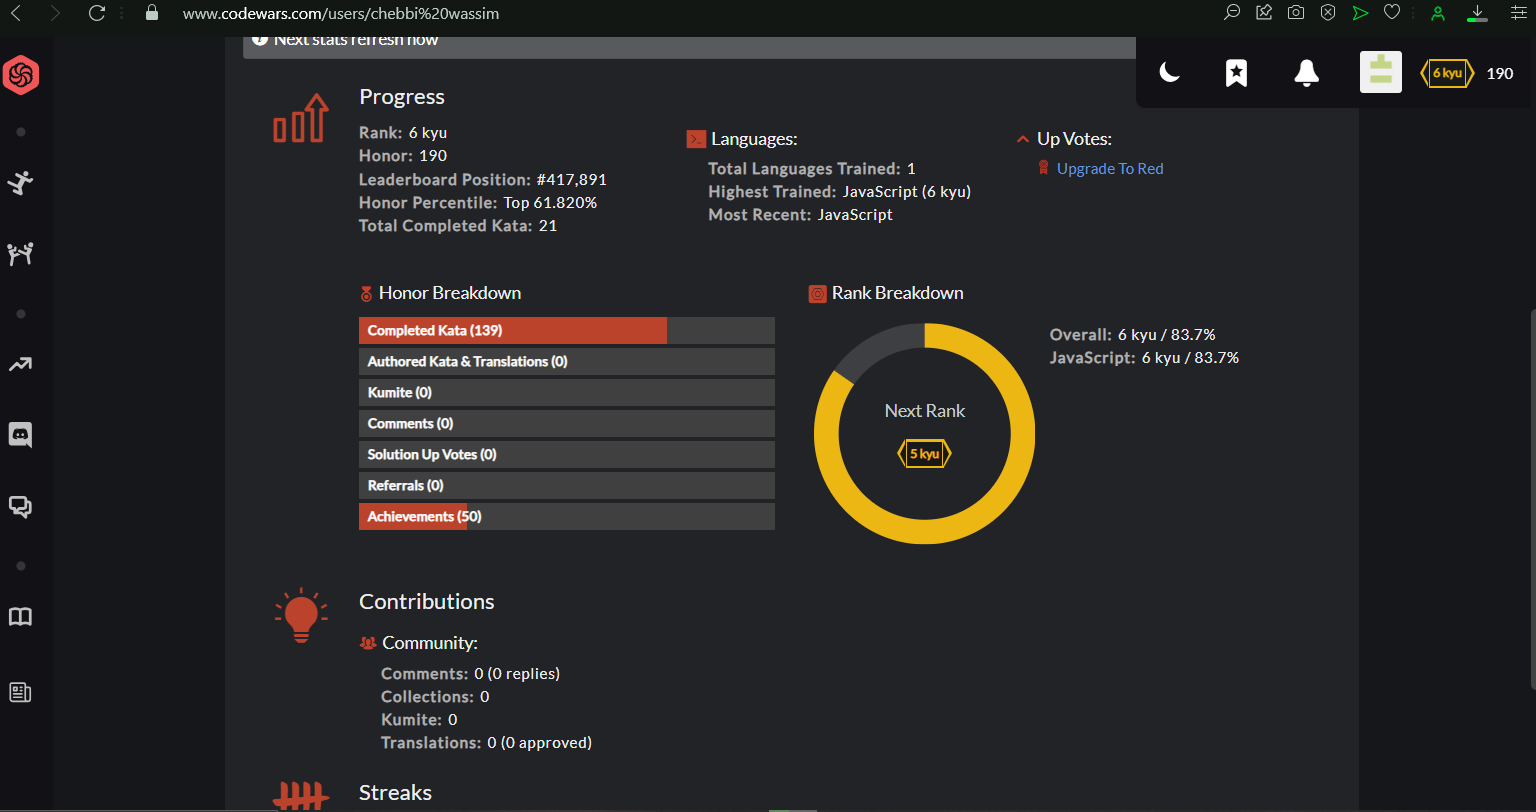 www.codewars.com/users/chebbi%20wassim
Next stats refresh now
6 kyu 190
Progress
Rank: 6 kyu
Honor: 190
Leaderboard Position: #417,891
Honor Percentile: Top 61.820%
Total Completed Kata: 21
Languages:
Total Languages Trained: 1
Highest Trained: JavaScript (6 kyu)
Most Recent: JavaScript
Up Votes:
Upgrade To Red
Honor Breakdown
Completed Kata (139)
Authored Kata & Translations (0)
Kumite (0)
Comments (0)
Solution Up Votes (0)
Referrals (0)
Achievements (50)
Rank Breakdown
Next Rank
5 kyu
Overall: 6 kyu / 83.7%
JavaScript: 6 kyu / 83.7%
Contributions
Community:
Comments: 0 (0 replies)
Collections: 0
Kumite: 0
Translations: 0 (0 approved)
Streaks